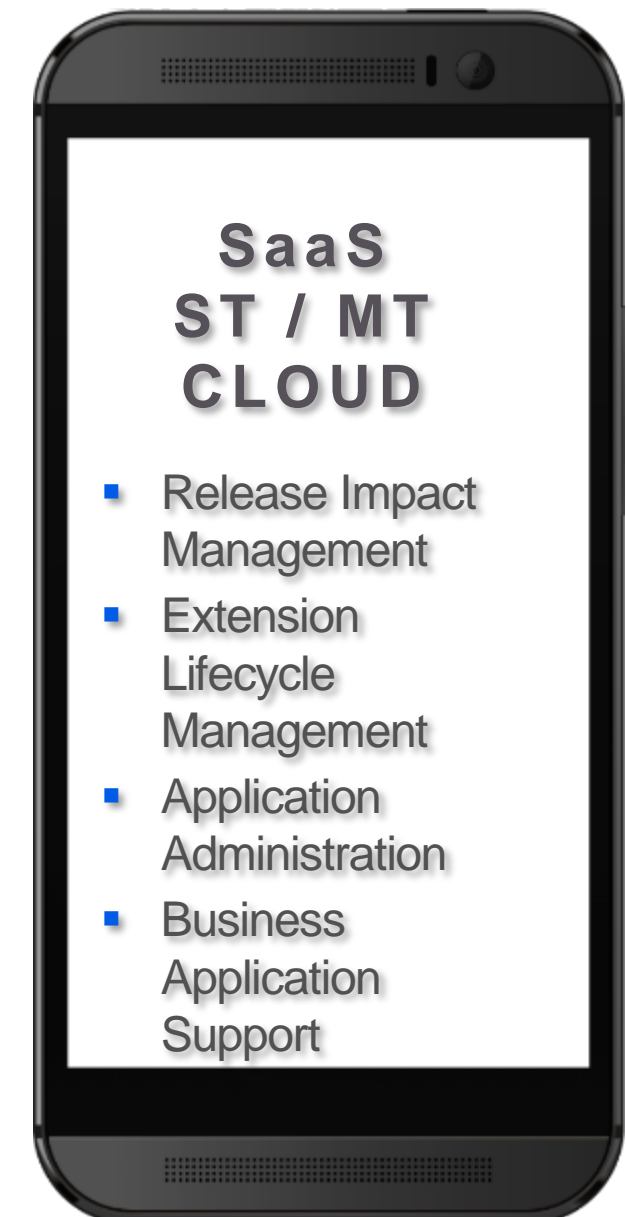 SaaS
ST / MT
CLOUD
▪ Release Impact
Management
▪ Extension
Lifecycle
Management
▪ Application
Administration
▪ Business
Application
Support